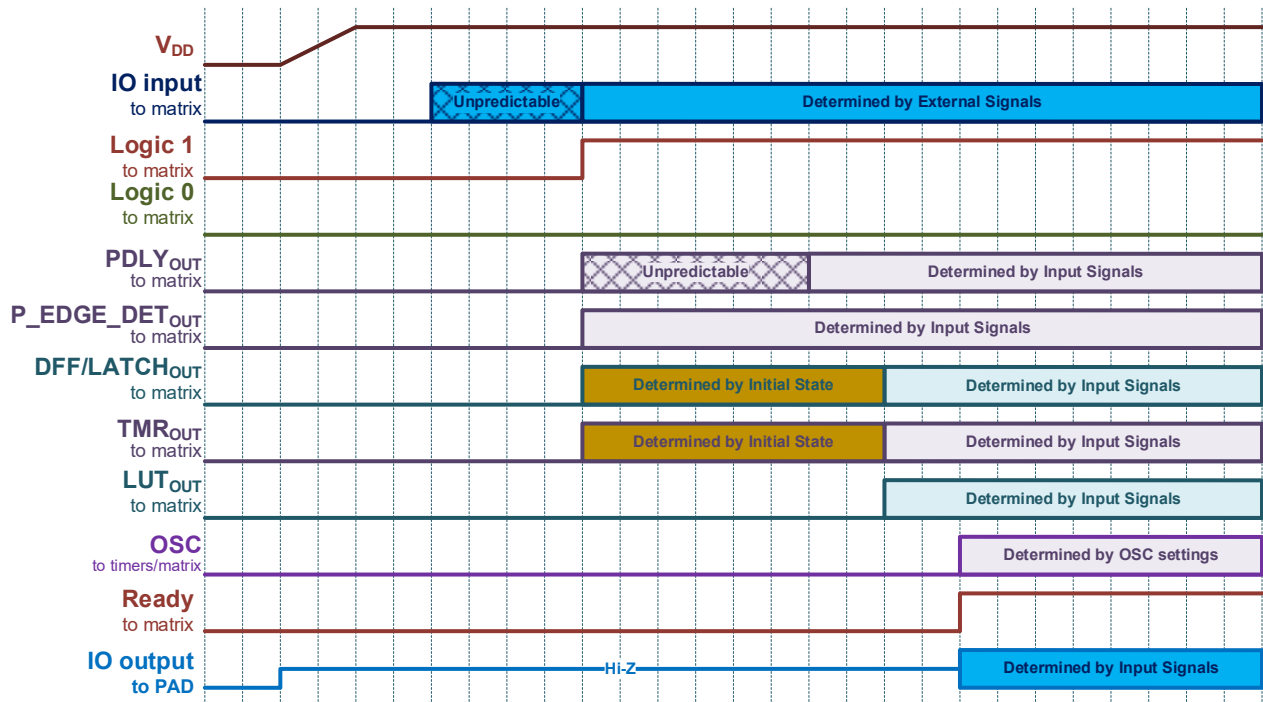 VDD
IO input
to matrix
Unpredictable
Determined by External Signals
Logic 1
to matrix
Logic 0
to matrix
PDLYOUT
to matrix
Unpredictable
Determined by Input Signals
P_EDGE_DETOUT
to matrix
Determined by Input Signals
DFF/LATCHOUT
to matrix
Determined by Initial State
Determined by Input Signals
TMROUT
to matrix
Determined by Initial State
Determined by Input Signals
LUTOUT
to matrix
Determined by Input Signals
OSC
to timers/matrix
Determined by OSC settings
Ready
to matrix
IO output
to PAD
Hi-Z
Determined by Input Signals